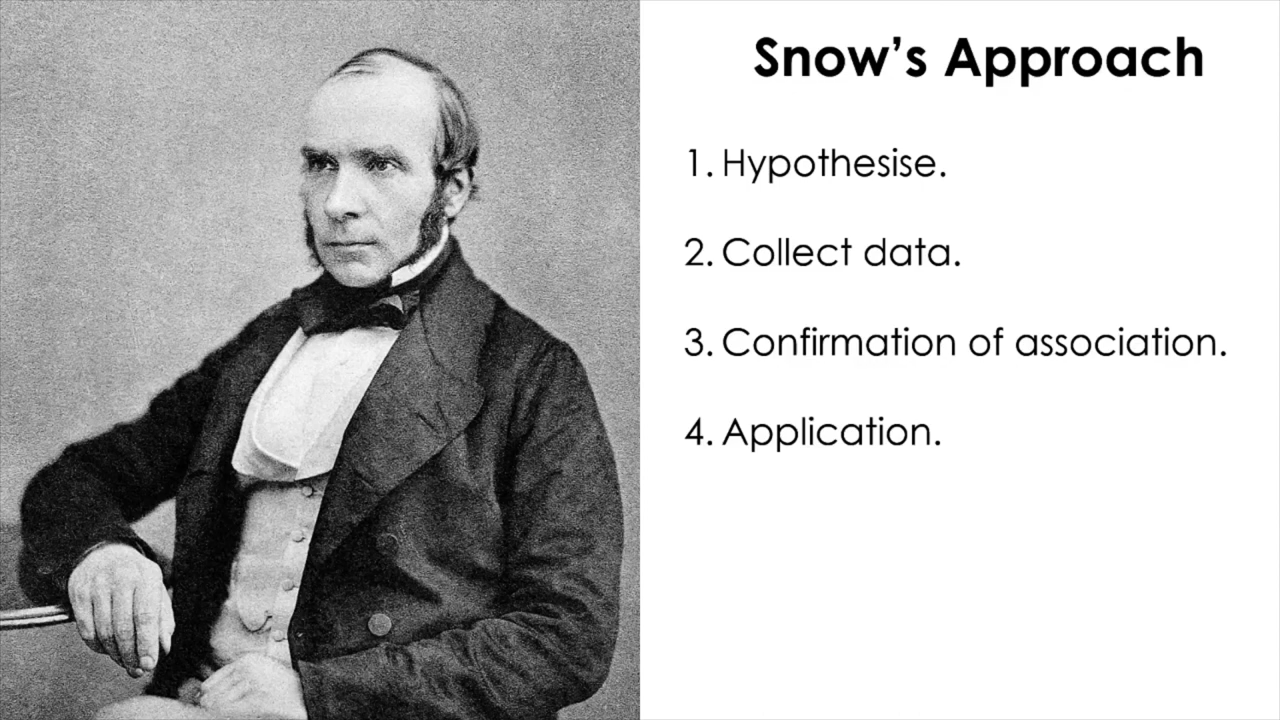 Snow’s Approach
1. Hypothesise.
2. Collect data.
3. Confirmation of association.
4. Application.